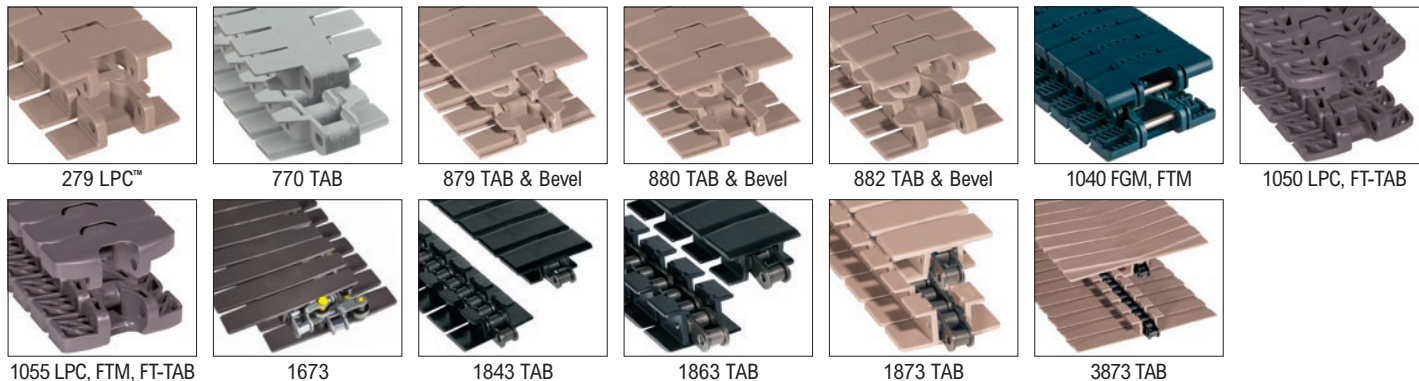 279 LPC™
770 TAB
879 TAB & Bevel
880 TAB & Bevel
882 TAB & Bevel
1040 FGM, FTM
1050 LPC, FT-TAB
1055 LPC, FTM, FT-TAB
1673
1843 TAB
1863 TAB
1873 TAB
3873 TAB